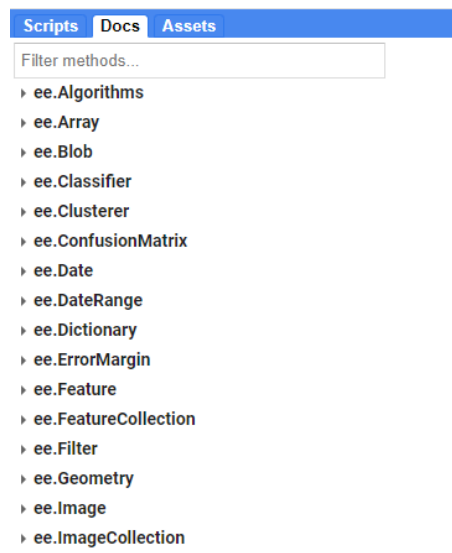 Scripts Docs Assets
Filter methods...
ee.Algorithms
ee.Array
ee.Blob
ee.Classifier
ee.Clusterer
ee.ConfusionMatrix
ee.Date
ee.DateRange
ee.Dictionary
ee.ErrorMargin
ee.Feature
ee.FeatureCollection
ee.Filter
ee.Geometry
ee.Image
ee.ImageCollection